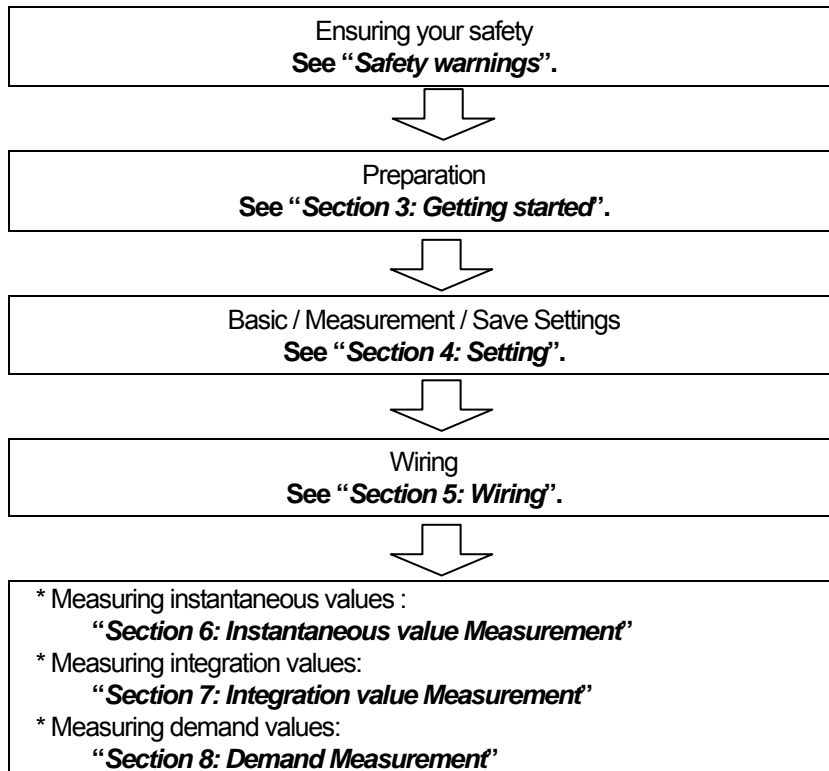 Ensuring your safety
See “Safety warnings”.
Preparation
See “Section 3: Getting started”.
Basic / Measurement / Save Settings
See “Section 4: Setting”.
Wiring
See “Section 5: Wiring”.
* Measuring instantaneous values :
“Section 6: Instantaneous value Measurement”
* Measuring integration values:
“Section 7: Integration value Measurement”
* Measuring demand values:
“Section 8: Demand Measurement”